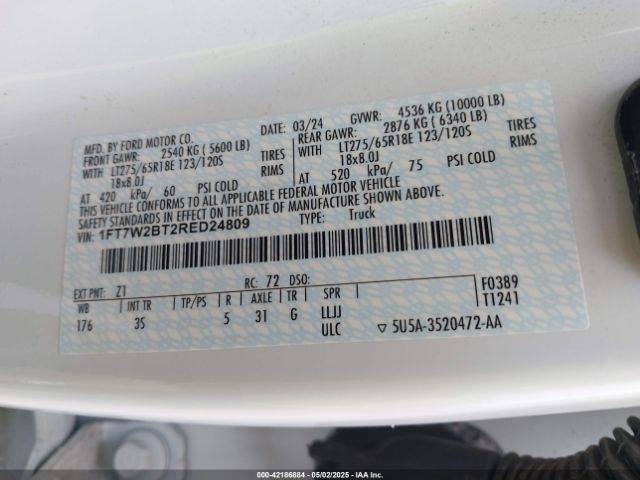 MFG. BY FORD MOTOR CO. DATE: 03/24 GVWR: 4536 KG (10000 LB)
FRONT GAWR: 2540 KG ( 5600 LB) REAR GAWR: 2876 KG ( 6340 LB)
WITH LT275/65R18E 123/120S TIRES WITH LT275/65R18E 123/120S TIRES
18x8.0J RIMS 18x8.0J RIMS
AT 420 kPa/ 60 PSI COLD AT 520 kPa/ 75 PSI COLD
THIS VEHICLE CONFORMS TO ALL APPLICABLE FEDERAL MOTOR VEHICLE
SAFETY STANDARDS IN EFFECT ON THE DATE OF MANUFACTURE SHOWN ABOVE.
VIN: 1FT7W2BT2RED24809 TYPE: Truck
EXT PNT: Z1 RC: 72 DSO: F0389
WB INT TR TP/PS R AXLE TR SPR T1241
176 3S 5 31 G LLJJ
ULC ▽ 5U5A-3520472-AA
000-42186884 05/02/2025 IAA Inc.